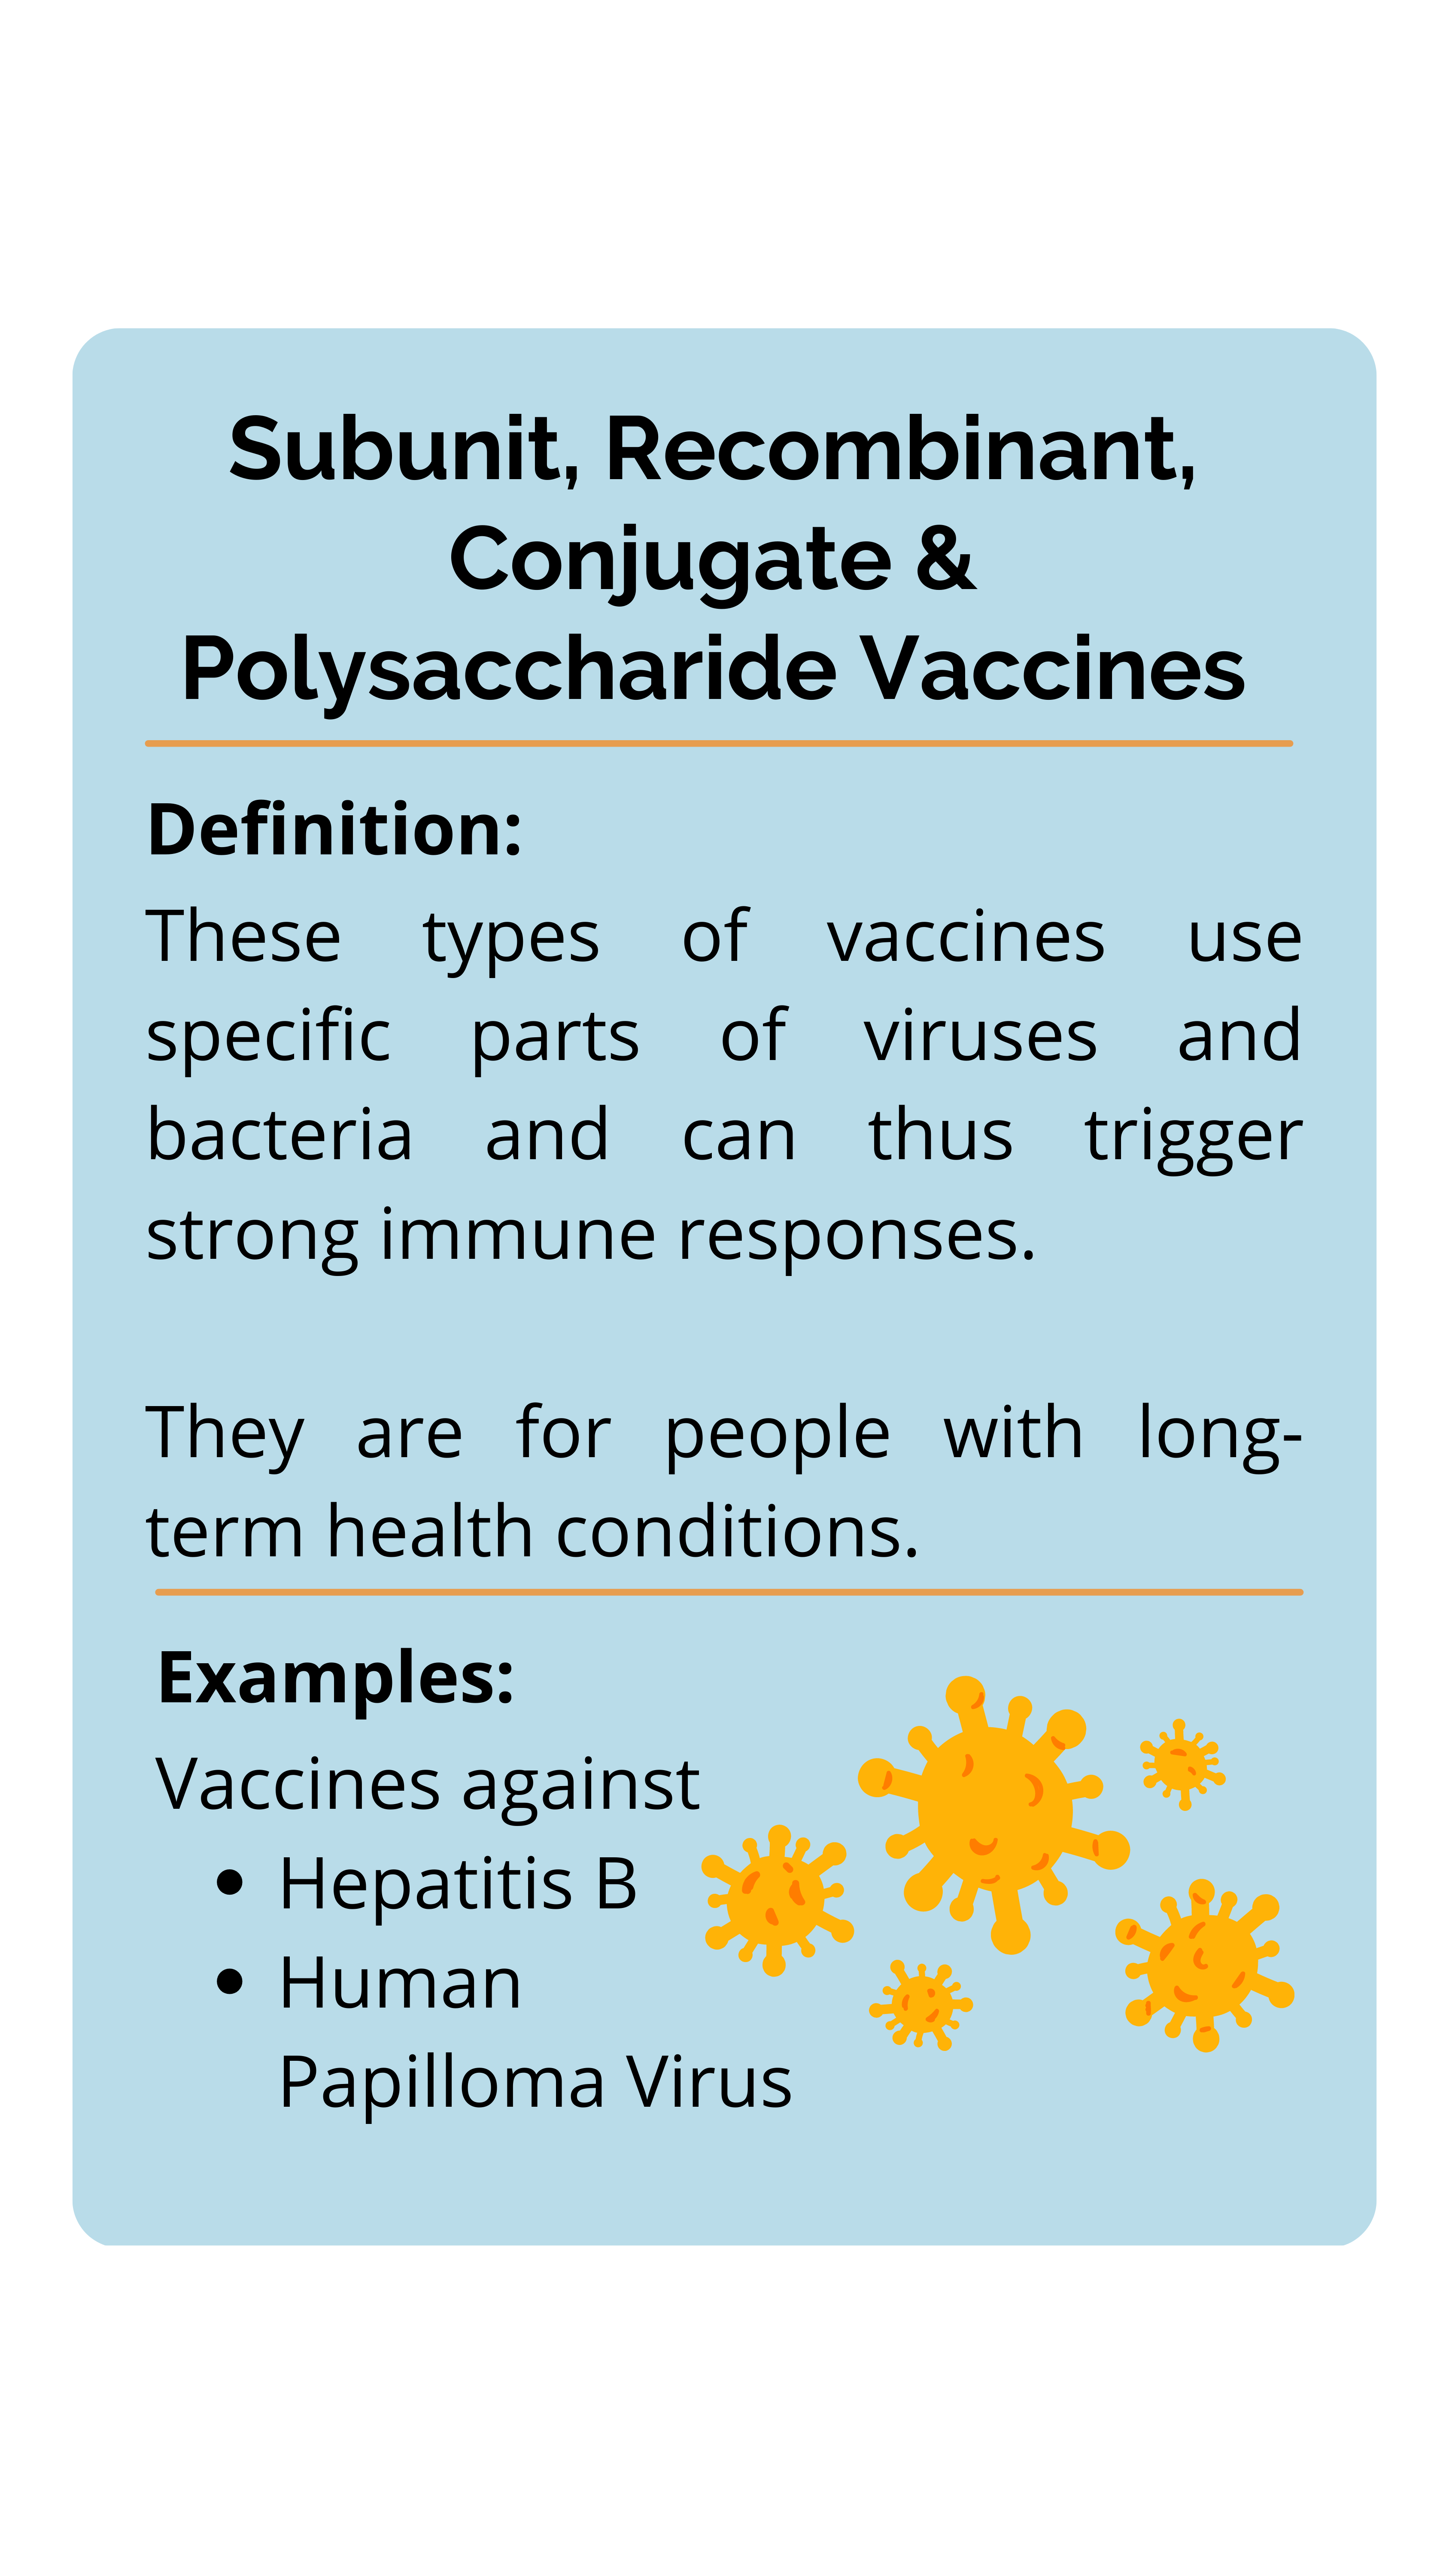 Subunit, Recombinant,
Conjugate &
Polysaccharide Vaccines
Definition:
These types of vaccines use
specific parts of viruses and
bacteria and can thus trigger
strong immune responses.
They are for people with long-
term health conditions.
Examples:
Vaccines against
• Hepatitis B
• Human
Papilloma Virus